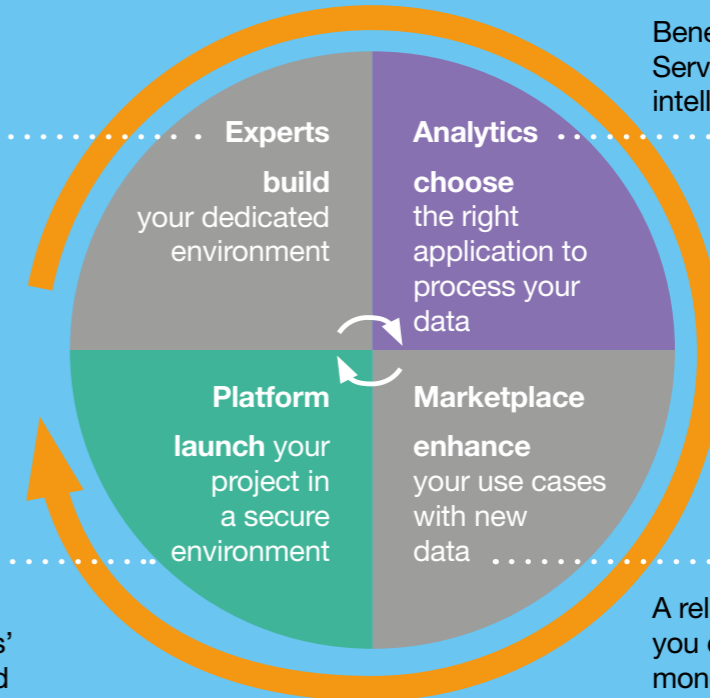 Experts
build
your dedicated
environment
Analytics
choose
the right
application to
process your
data
Platform
launch your
project in
a secure
environment
Marketplace
enhance
your use cases
with new
data
A
you